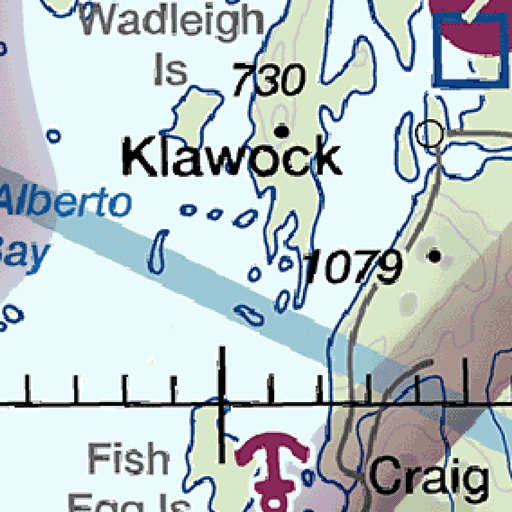 Wadleigh
Is
730
Klawock
Alberto
Bay
1079
Fish
Egg Is
Craig